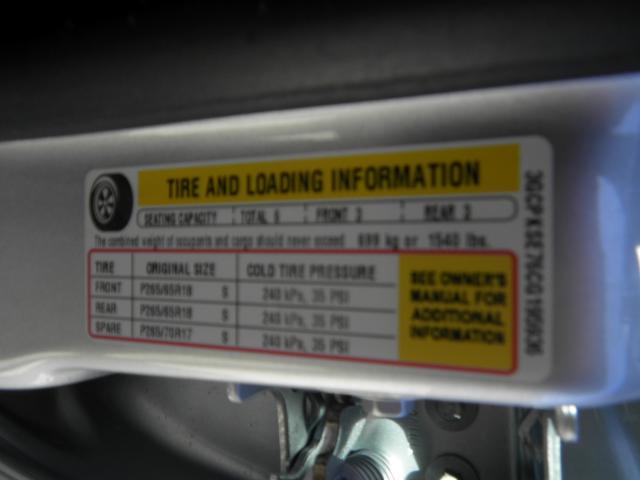 TIRE AND LOADING INFORMATION
SEATING CAPACITY TOTAL 6 FRONT 3 REAR 3
The combined weight of occupants and cargo should never exceed 699 kg or 1540 lbs.
TIRE ORIGINAL SIZE COLD TIRE PRESSURE
FRONT P265/65R18 S 240 kPa, 35 PSI
REAR P265/65R18 S 240 kPa, 35 PSI
SPARE P265/70R17 S 240 kPa, 35 PSI
SEE OWNER'S
MANUAL FOR
ADDITIONAL
INFORMATION